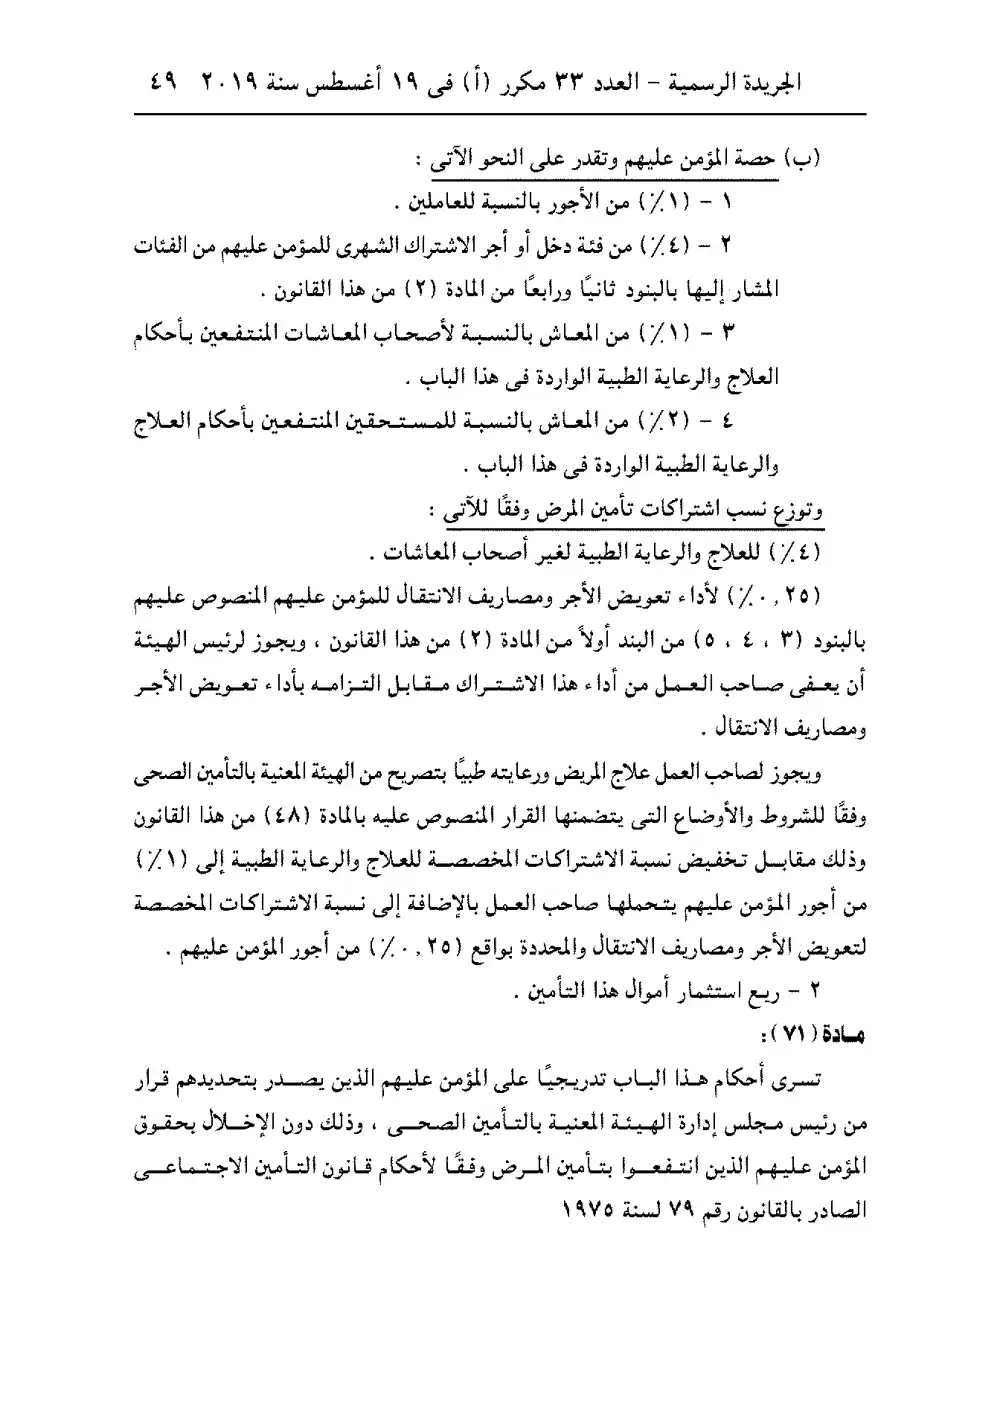 الجريدة الرسمية – العدد ٣٣ مكرر (أ) فى ١٩ أغسطس سنة ٢٠١٩ ٤٩
(ب) حصة المؤمن عليهم وتقدر على النحو الآتى :
١ – (١٪) من الأجور بالنسبة للعاملين .
٢ – (٤٪) من فئة دخل أو أجر الاشتراك الشهرى للمؤمن عليهم من الفئات
المشار إليها بالبنود ثانيًا ورابعًا من المادة (٢) من هذا القانون .
٣ – (١٪) من المعاش بالنسبة لأصحاب المعاشات المنتفعين بأحكام
العلاج والرعاية الطبية الواردة فى هذا الباب .
٤ – (٢٪) من المعاش بالنسبة للمستحقين المنتفعين بأحكام العلاج
والرعاية الطبية الواردة فى هذا الباب .
وتوزع نسب اشتراكات تأمين المرض وفقًا للآتى :
(٤٪) للعلاج والرعاية الطبية لغير أصحاب المعاشات .
(٠,٢٥٪) لأداء تعويض الأجر ومصاريف الانتقال للمؤمن عليهم المنصوص عليهم
بالبنود (٣ ، ٤ ، ٥) من البند أولاً من المادة (٢) من هذا القانون ، ويجوز لرئيس الهيئة
أن يعفى صاحب العمل من أداء هذا الاشتراك مقابل التزامه بأداء تعويض الأجر
ومصاريف الانتقال .
ويجوز لصاحب العمل علاج المريض ورعايته طبيًا بتصريح من الهيئة المعنية بالتأمين الصحى
وفقًا للشروط والأوضاع التى يتضمنها القرار المنصوص عليه بالمادة (٤٨) من هذا القانون
وذلك مقابل تخفيض نسبة الاشتراكات المخصصة للعلاج والرعاية الطبية إلى (١٪)
من أجور المؤمن عليهم يتحملها صاحب العمل بالإضافة إلى نسبة الاشتراكات المخصصة
لتعويض الأجر ومصاريف الانتقال والمحددة بواقع (٠,٢٥٪) من أجور المؤمن عليهم .
٢ – ريع استثمار أموال هذا التأمين .
مادة (٧١) :
تسرى أحكام هذا الباب تدريجيًا على المؤمن عليهم الذين يصدر بتحديدهم قرار
من رئيس مجلس إدارة الهيئة المعنية بالتأمين الصحى ، وذلك دون الإخلال بحقوق
المؤمن عليهم الذين انتفعوا بتأمين المرض وفقًا لأحكام قانون التأمين الاجتماعى
الصادر بالقانون رقم ٧٩ لسنة ١٩٧٥